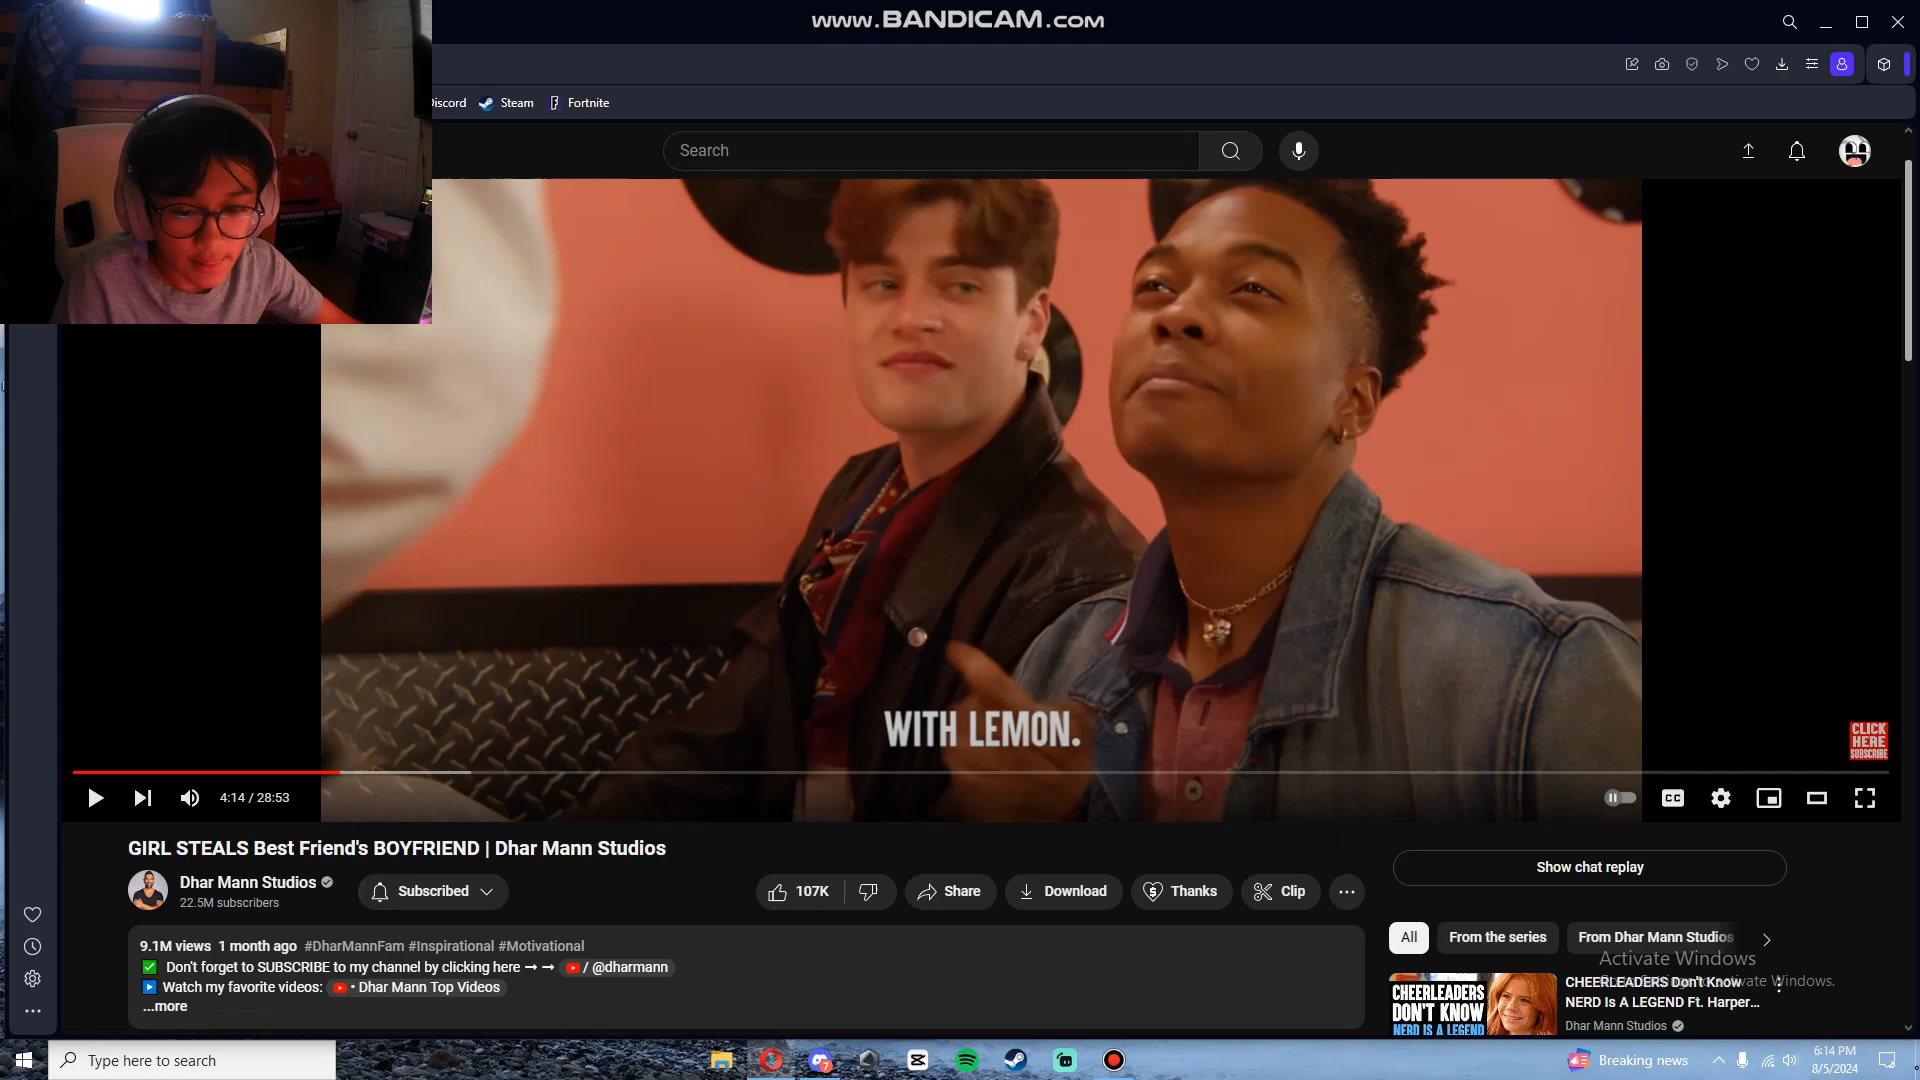 www.BANDICAM.com
iscord Steam Fortnite
Search
WITH LEMON.
CLICK
HERE
SUBSCRIBE
4:14 / 28:53
CC
GIRL STEALS Best Friend's BOYFRIEND | Dhar Mann Studios
Dhar Mann Studios
22.5M subscribers
Subscribed
107K
Share
Download
Thanks
Clip
Show chat replay
9.1M views 1 month ago #DharMannFam #Inspirational #Motivational
Don't forget to SUBSCRIBE to my channel by clicking here → → / @dharmann
Watch my favorite videos: • Dhar Mann Top Videos
...more
All
From the series
From Dhar Mann Studios
Activate Windows
CHEERLEADERS DON'T KNOW NERD IS A LEGEND
CHEERLEADERS Don't Know
NERD Is A LEGEND Ft. Harper...
Dhar Mann Studios
Type here to search
7
Breaking news
6:14 PM
8/5/2024